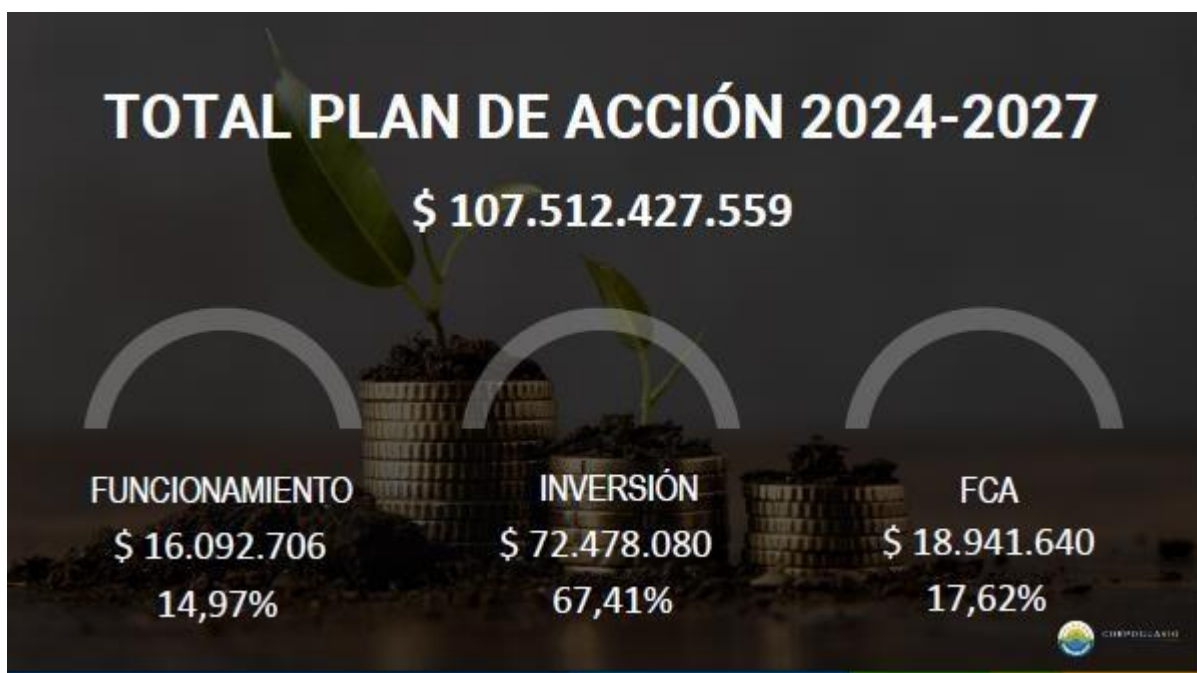 TOTAL PLAN DE ACCIÓN 2024-2027
$ 107.512.427.559
FUNCIONAMIENTO
$ 16.092.706
14,97%
INVERSIÓN
$ 72.478.080
67,41%
FCA
$ 18.941.640
17,62%